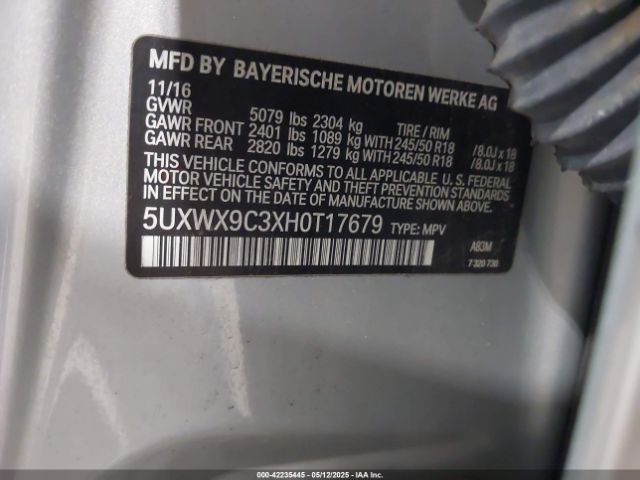 MFD BY BAYERISCHE MOTOREN WERKE AG
11/16
GVWR 5079 lbs 2304 kg TIRE / RIM
GAWR FRONT 2401 lbs 1089 kg WITH 245/50 R18 /8.0J x 18
GAWR REAR 2820 lbs 1279 kg WITH 245/50 R18 /8.0J x 18
THIS VEHICLE CONFORMS TO ALL APPLICABLE U.S. FEDERAL
MOTOR VEHICLE SAFETY AND THEFT PREVENTION STANDARDS
IN EFFECT ON THE DATE OF MANUFACTURE SHOWN ABOVE.
5UXWX9C3XH0T17679 TYPE: MPV
A83M
7 320 730
000-42235445 - 05/12/2025 - IAAI.COM